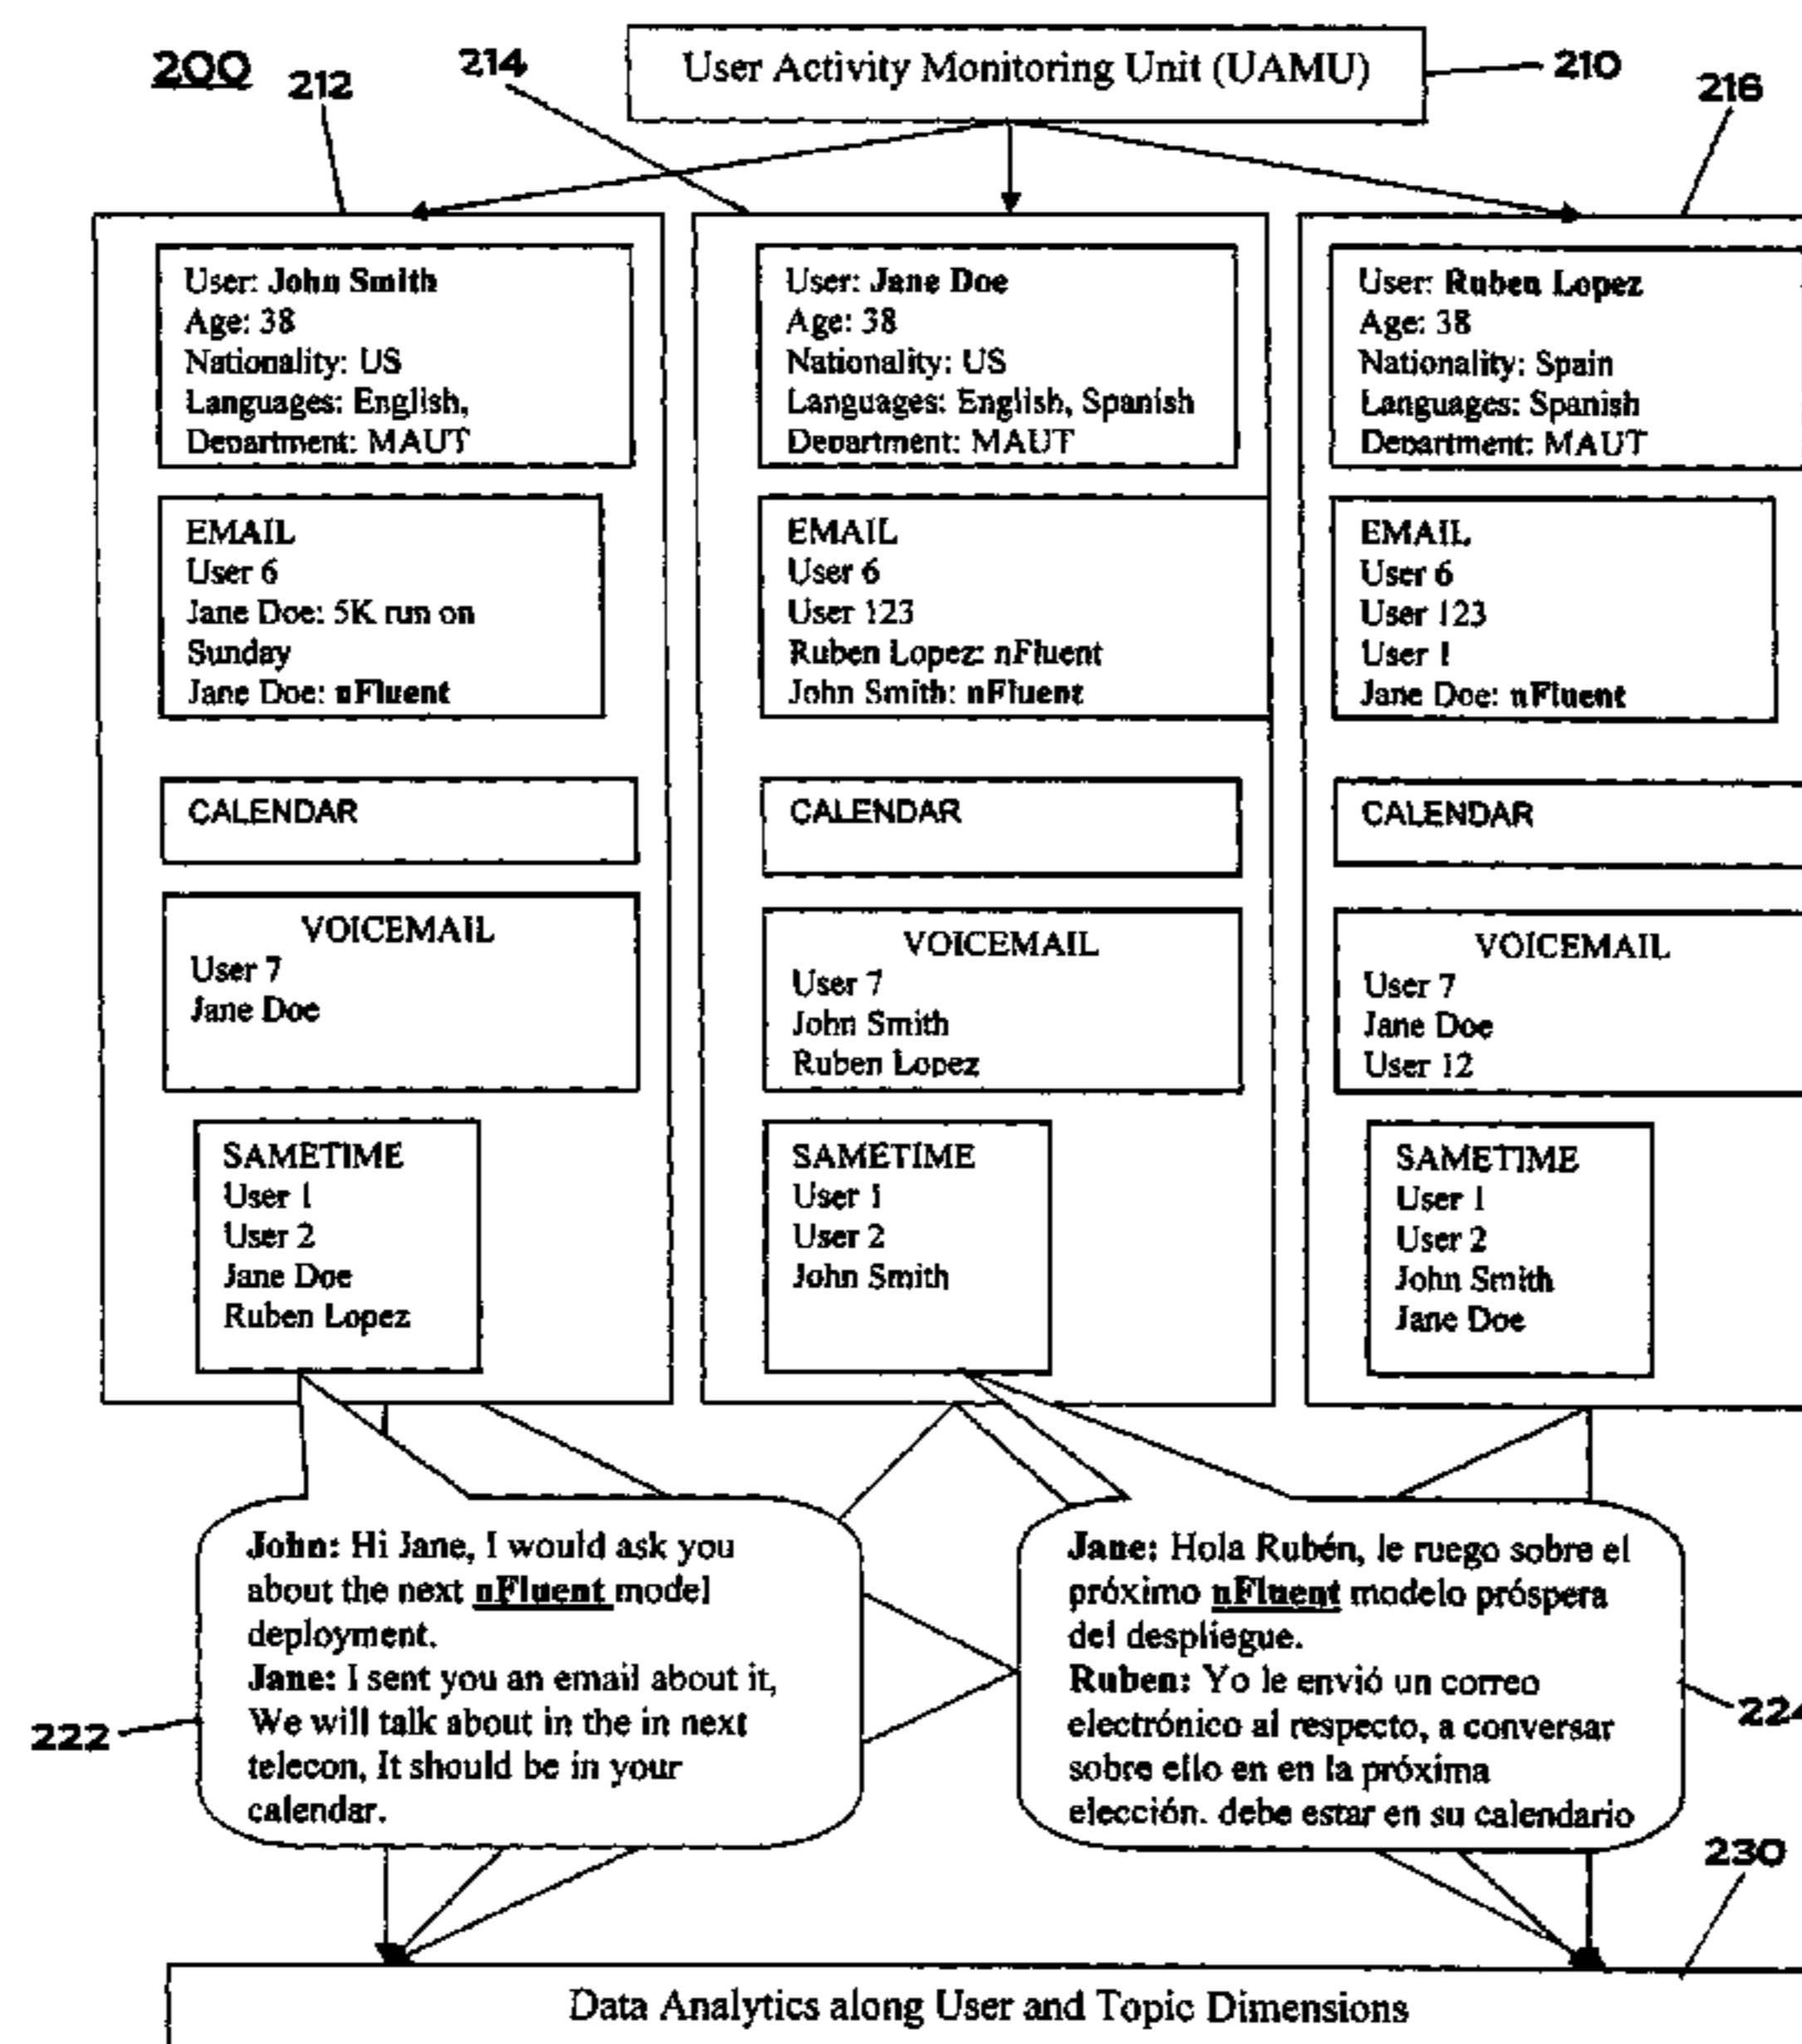 200
212
214
User Activity Monitoring Unit (UAMU)
210
216
User: John Smith
Age: 38
Nationality: US
Languages: English,
Department: MAUT
EMAIL
User 6
Jane Doe: 5K run on
Sunday
Jane Doe: nFluent
CALENDAR
VOICEMAIL
User 7
Jane Doe
SAMETIME
User 1
User 2
Jane Doe
Ruben Lopez
User: Jane Doe
Age: 38
Nationality: US
Languages: English, Spanish
Department: MAUT
EMAIL
User 6
User 123
Ruben Lopez: nFluent
John Smith: nFluent
CALENDAR
VOICEMAIL
User 7
John Smith
Ruben Lopez
SAMETIME
User 1
User 2
John Smith
User: Ruben Lopez
Age: 38
Nationality: Spain
Languages: Spanish
Department: MAUT
EMAIL
User 6
User 123
User 1
Jane Doe: nFluent
CALENDAR
VOICEMAIL
User 7
Jane Doe
User 12
SAMETIME
User 1
User 2
John Smith
Jane Doe
222
John: Hi Jane, I would ask you
about the next nFluent model
deployment.
Jane: I sent you an email about it,
We will talk about in the in next
telecon, It should be in your
calendar.
Jane: Hola Rubén, le ruego sobre el
próximo nFluent modelo próspera
del despliegue.
Ruben: Yo le envió un correo
electrónico al respecto, a conversar
sobre ello en en la próxima
elección. debe estar en su calendario
224
230
Data Analytics along User and Topic Dimensions